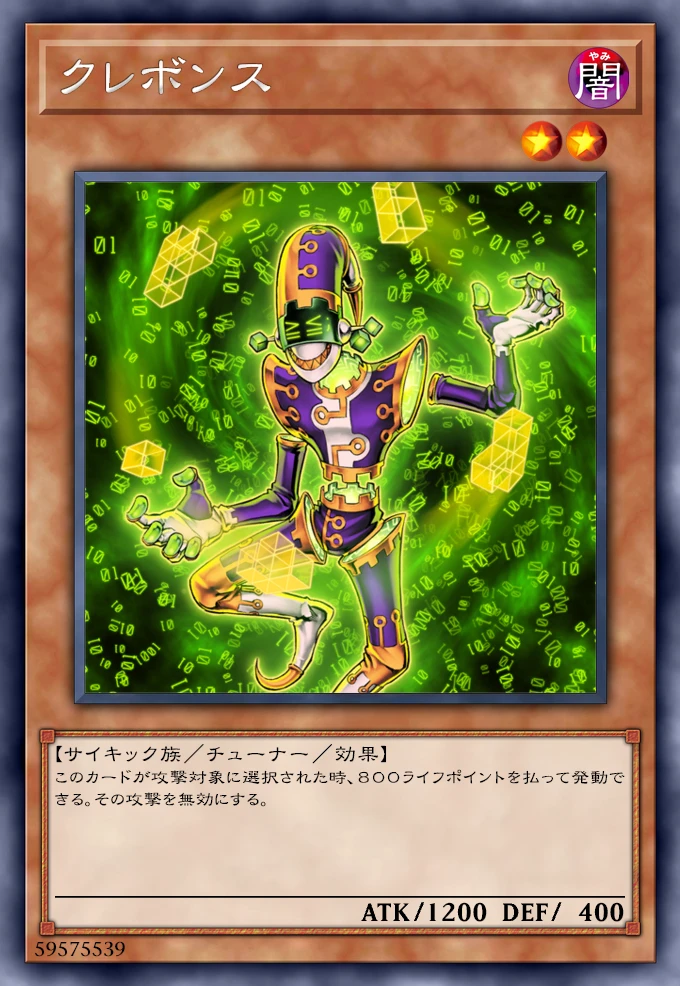 クレボンス
やみ
闇
【サイキック族／チューナー／効果】
このカードが攻撃対象に選択された時、８００ライフポイントを払って発動で
きる。その攻撃を無効にする。
ATK/1200 DEF/ 400
59575539